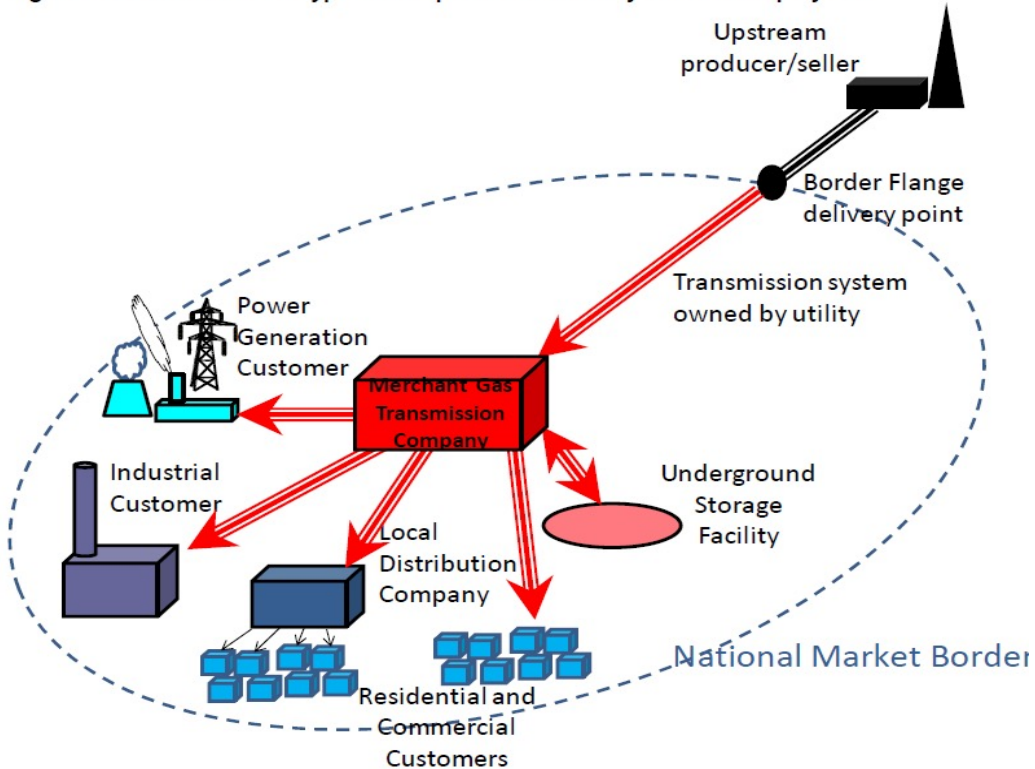 Upstream
producer/seller
Border Flange
delivery point
Transmission system
owned by utility
Power
Generation
Customer
Merchant Gas
Transmission
Company
Industrial
Customer
Underground
Storage
Facility
Local
Distribution
Company
National Market Border
Residential and
Commercial
Customers